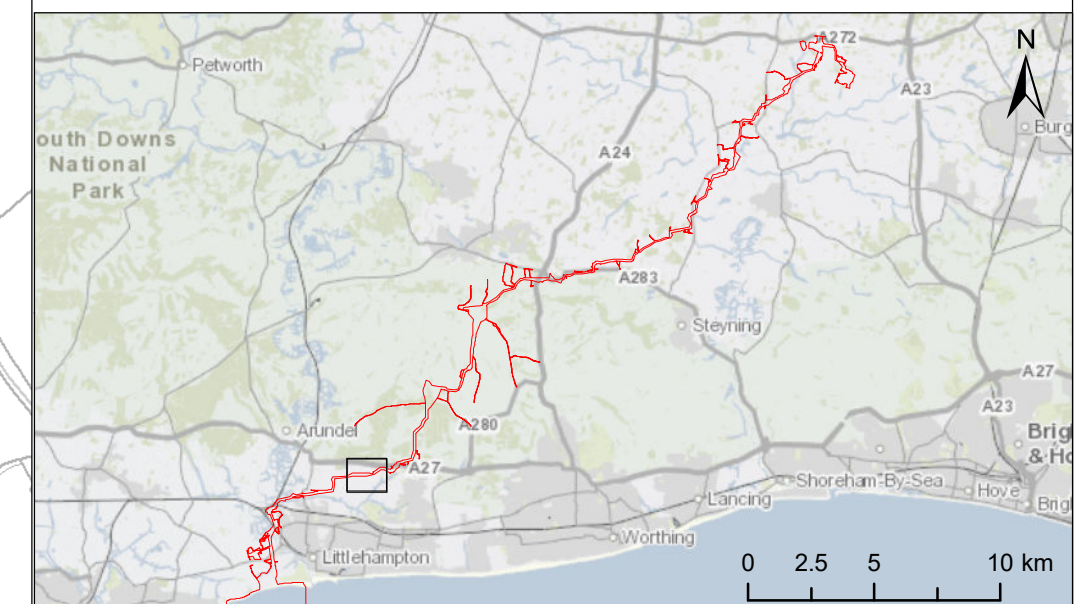 A272
N
Petworth
A23
Burg
outh Downs
National
Park
A24
A283
Steyning
A27
A23
Arundel
A280
Brig
& Ho
A27
Shoreham-By-Sea
Hove
Lancing
Brig
Worthing
Littlehampton
0 2.5 5 10 km